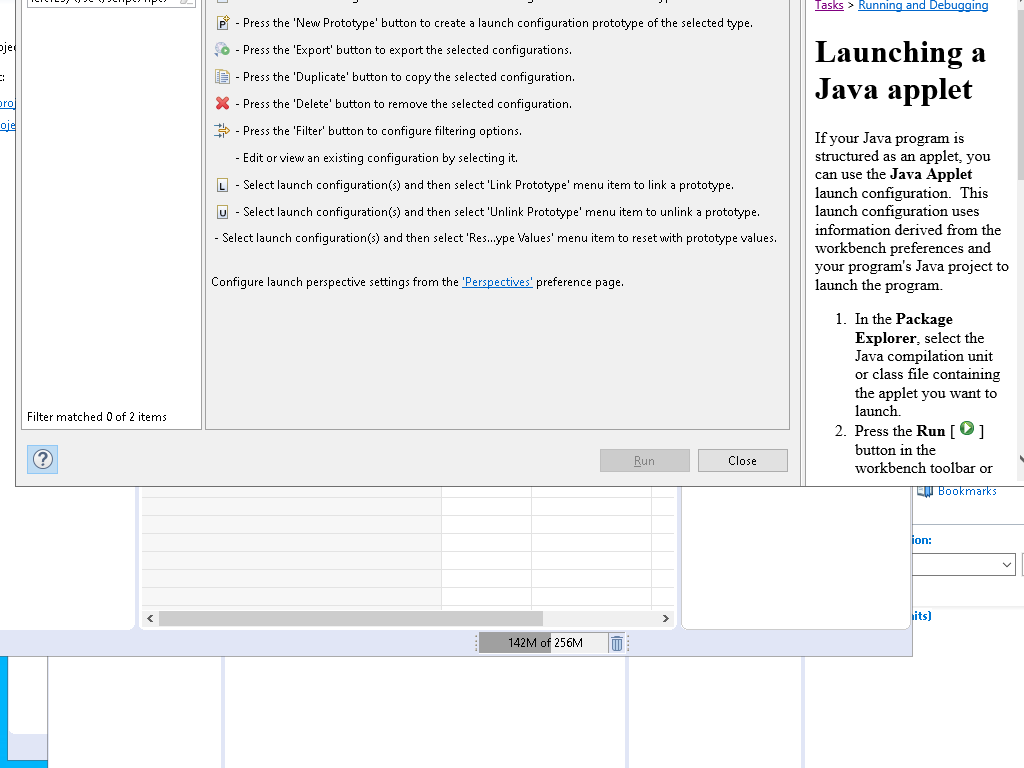 Tasks > Running and Debugging
- Press the 'New Prototype' button to create a launch configuration prototype of the selected type.
- Press the 'Export' button to export the selected configurations.
- Press the 'Duplicate' button to copy the selected configuration.
- Press the 'Delete' button to remove the selected configuration.
- Press the 'Filter' button to configure filtering options.
- Edit or view an existing configuration by selecting it.
L - Select launch configuration(s) and then select 'Link Prototype' menu item to link a prototype.
U - Select launch configuration(s) and then select 'Unlink Prototype' menu item to unlink a prototype.
- Select launch configuration(s) and then select 'Res...ype Values' menu item to reset with prototype values.
Configure launch perspective settings from the 'Perspectives' preference page.
Filter matched 0 of 2 items
Run
Close
Launching a
Java applet
If your Java program is
structured as an applet, you
can use the Java Applet
launch configuration. This
launch configuration uses
information derived from the
workbench preferences and
your program's Java project to
launch the program.
1. In the Package
Explorer, select the
Java compilation unit
or class file containing
the applet you want to
launch.
2. Press the Run [ ]
button in the
workbench toolbar or
Bookmarks
ion:
nits)
142M of 256M